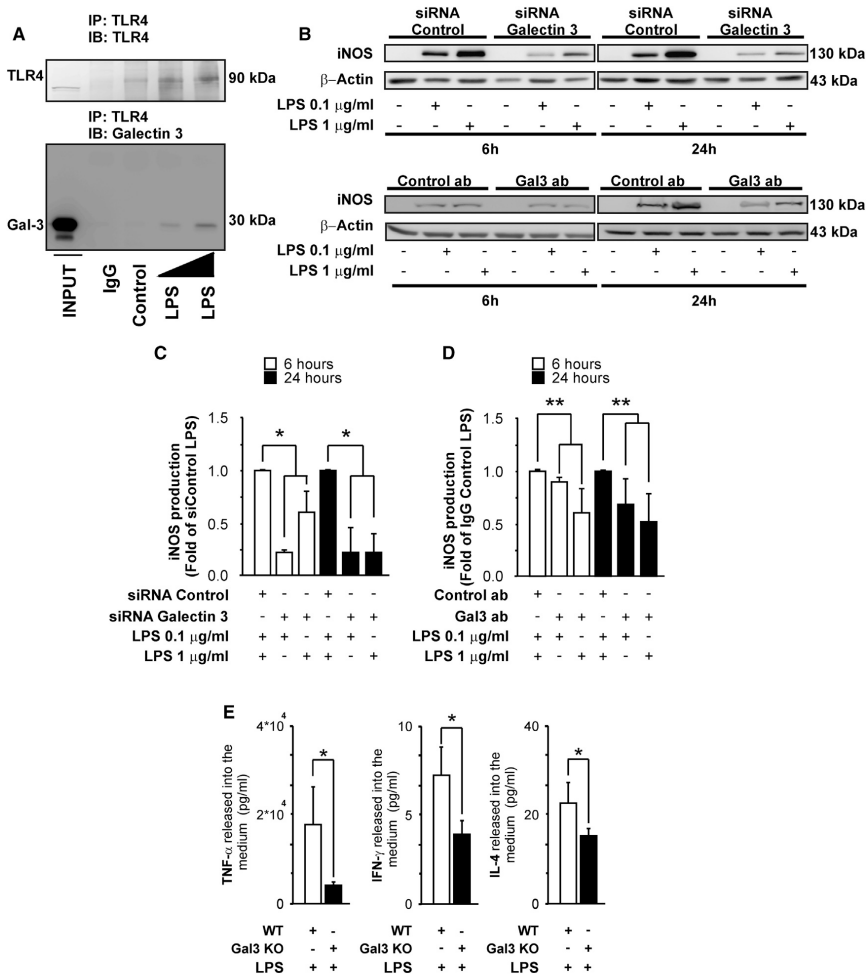 A
IP: TLR4
IB: TLR4
TLR4
90 kDa
IP: TLR4
IB: Galectin 3
Gal-3
30 kDa
INPUT
IgG
Control
LPS
LPS
B
siRNA Control
siRNA Galectin 3
siRNA Control
siRNA Galectin 3
iNOS
130 kDa
β–Actin
43 kDa
LPS 0.1 μg/ml - + - - + - - + - - + -
LPS 1 μg/ml - - + - - + - - + - - +
6h
24h
Control ab
Gal3 ab
Control ab
Gal3 ab
iNOS
130 kDa
β–Actin
43 kDa
LPS 0.1 μg/ml - + - - + - - + - - + -
LPS 1 μg/ml - - + - - + - - + - - +
6h
24h
C
6 hours
24 hours
iNOS production
(Fold of siControl LPS)
1.5
1.0
0.5
0.0
*
*
siRNA Control + - - + - -
siRNA Galectin 3 - + + - + +
LPS 0.1 μg/ml + + - + + -
LPS 1 μg/ml + - + + - +
D
6 hours
24 hours
iNOS production
(Fold of IgG Control LPS)
1.5
1.0
0.5
0.0
**
**
Control ab + - - + - -
Gal3 ab - + + - + +
LPS 0.1 μg/ml + + - + + -
LPS 1 μg/ml + - + + - +
E
TNF-α released into the
medium (pg/ml)
4*10⁴
2*10⁴
0
*
WT + -
Gal3 KO - +
LPS + +
IFN-γ released into the
medium (pg/ml)
10
5
0
*
+ -
Gal3 KO - +
WT
LPS + +
IL-4 released into the
medium (pg/ml)
40
20
0
*
WT + -
Gal3 KO - +
LPS + +